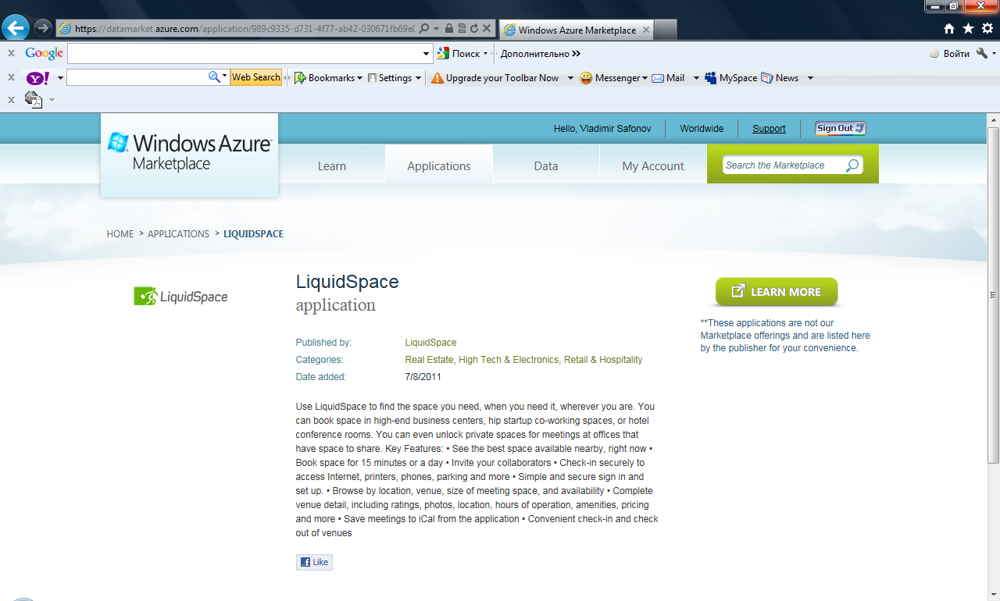 https://datamarket.azure.com/application/989c9335-d731-4f77-ab42-030671fb69e(
Windows Azure Marketplace
x Google Поиск Дополнительно Войти
x Y! Web Search Bookmarks Settings Upgrade your Toolbar Now Messenger Mail MySpace News
x
Hello, Vladimir Safonov Worldwide Support Sign Out
Windows Azure
Marketplace
Learn Applications Data My Account Search the Marketplace
HOME > APPLICATIONS > LIQUIDSPACE
LiquidSpace
LiquidSpace
application
LEARN MORE
**These applications are not our
Marketplace offerings and are listed here
by the publisher for your convenience.
Published by: LiquidSpace
Categories: Real Estate, High Tech & Electronics, Retail & Hospitality
Date added: 7/8/2011
Use LiquidSpace to find the space you need, when you need it, wherever you are. You
can book space in high-end business centers, hip startup co-working spaces, or hotel
conference rooms. You can even unlock private spaces for meetings at offices that
have space to share. Key Features: • See the best space available nearby, right now •
Book space for 15 minutes or a day • Invite your collaborators • Check-in securely to
access Internet, printers, phones, parking and more • Simple and secure sign in and
set up. • Browse by location, venue, size of meeting space, and availability • Complete
venue detail, including ratings, photos, location, hours of operation, amenities, pricing
and more • Save meetings to iCal from the application • Convenient check-in and check
out of venues
Like